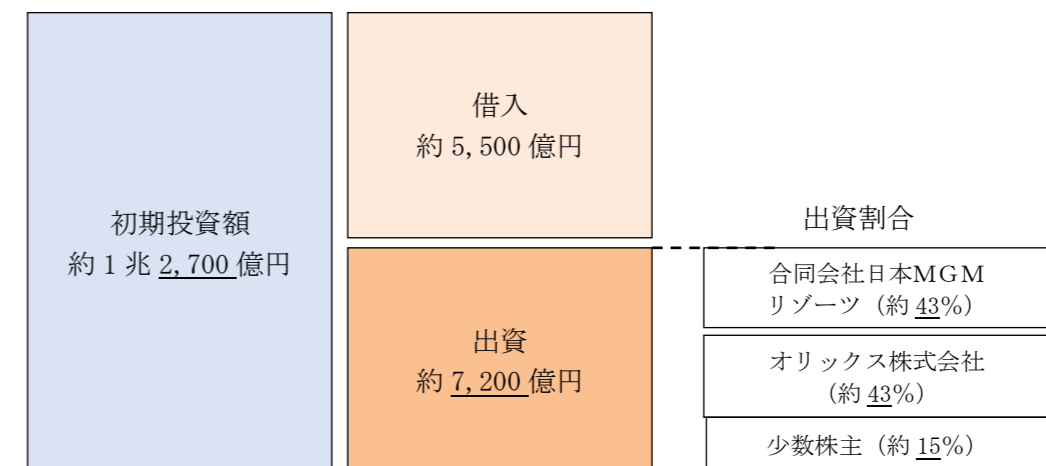 初期投資額
約 1 兆 2,700 億円
借入
約 5,500 億円
出資
約 7,200 億円
出資割合
合同会社日本MGM
リゾーツ（約 43%）
オリックス株式会社
（約 43%）
少数株主（約 15%）